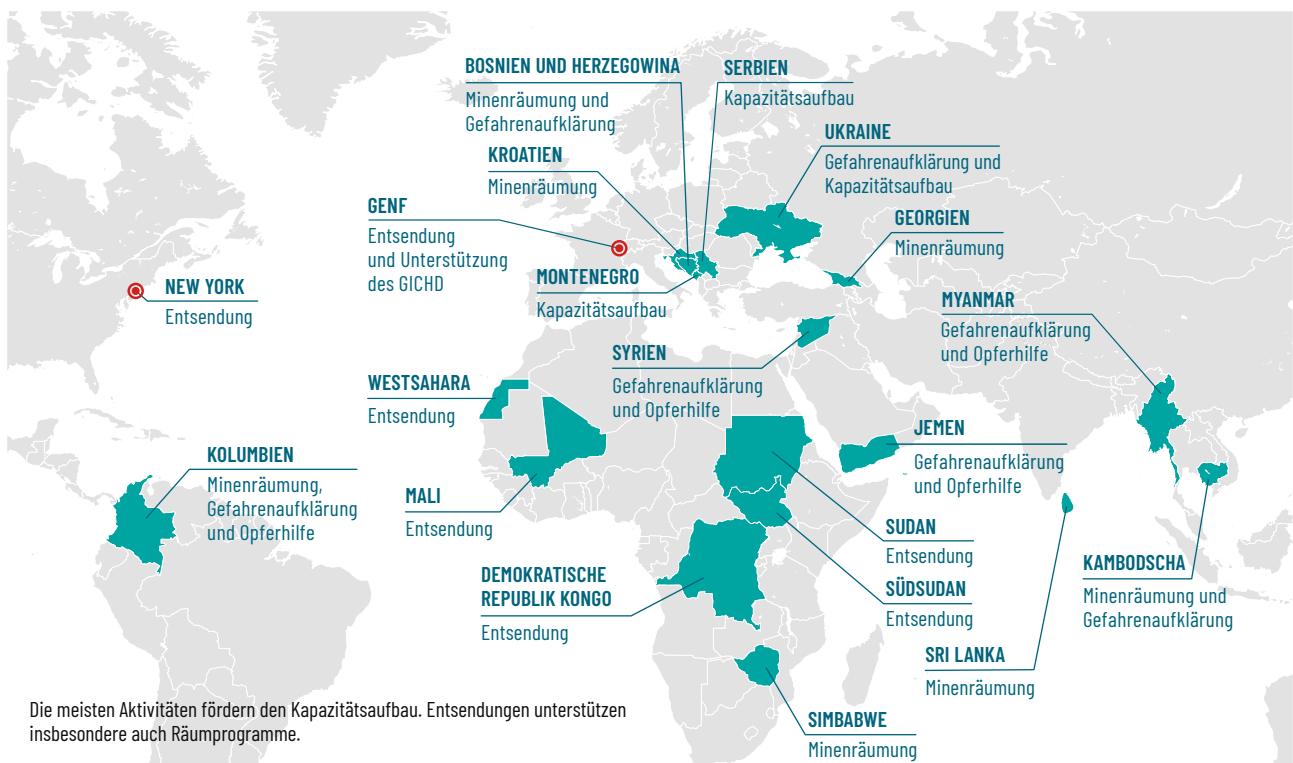 BOSNIEN UND HERZEGOWINA
Minenräumung und
Gefahrenaufklärung
SERBIEN
Kapazitätsaufbau
UKRAINE
Gefahrenaufklärung und
Kapazitätsaufbau
KROATIEN
Minenräumung
GENF
Entsendung
und Unterstützung
des GICHD
GEORGIEN
Minenräumung
MONTENEGRO
Kapazitätsaufbau
NEW YORK
Entsendung
MYANMAR
Gefahrenaufklärung
und Opferhilfe
SYRIEN
Gefahrenaufklärung
und Opferhilfe
WESTSAHARA
Entsendung
JEMEN
Gefahrenaufklärung
und Opferhilfe
KOLUMBIEN
Minenräumung,
Gefahrenaufklärung
und Opferhilfe
MALI
Entsendung
SUDAN
Entsendung
SÜDSUDAN
Entsendung
KAMBODSCHA
Minenräumung und
Gefahrenaufklärung
DEMOKRATISCHE
REPUBLIK KONGO
Entsendung
SRI LANKA
Minenräumung
SIMBABWE
Minenräumung
Die meisten Aktivitäten fördern den Kapazitätsaufbau. Entsendungen unterstützen
insbesondere auch Räumprogramme.